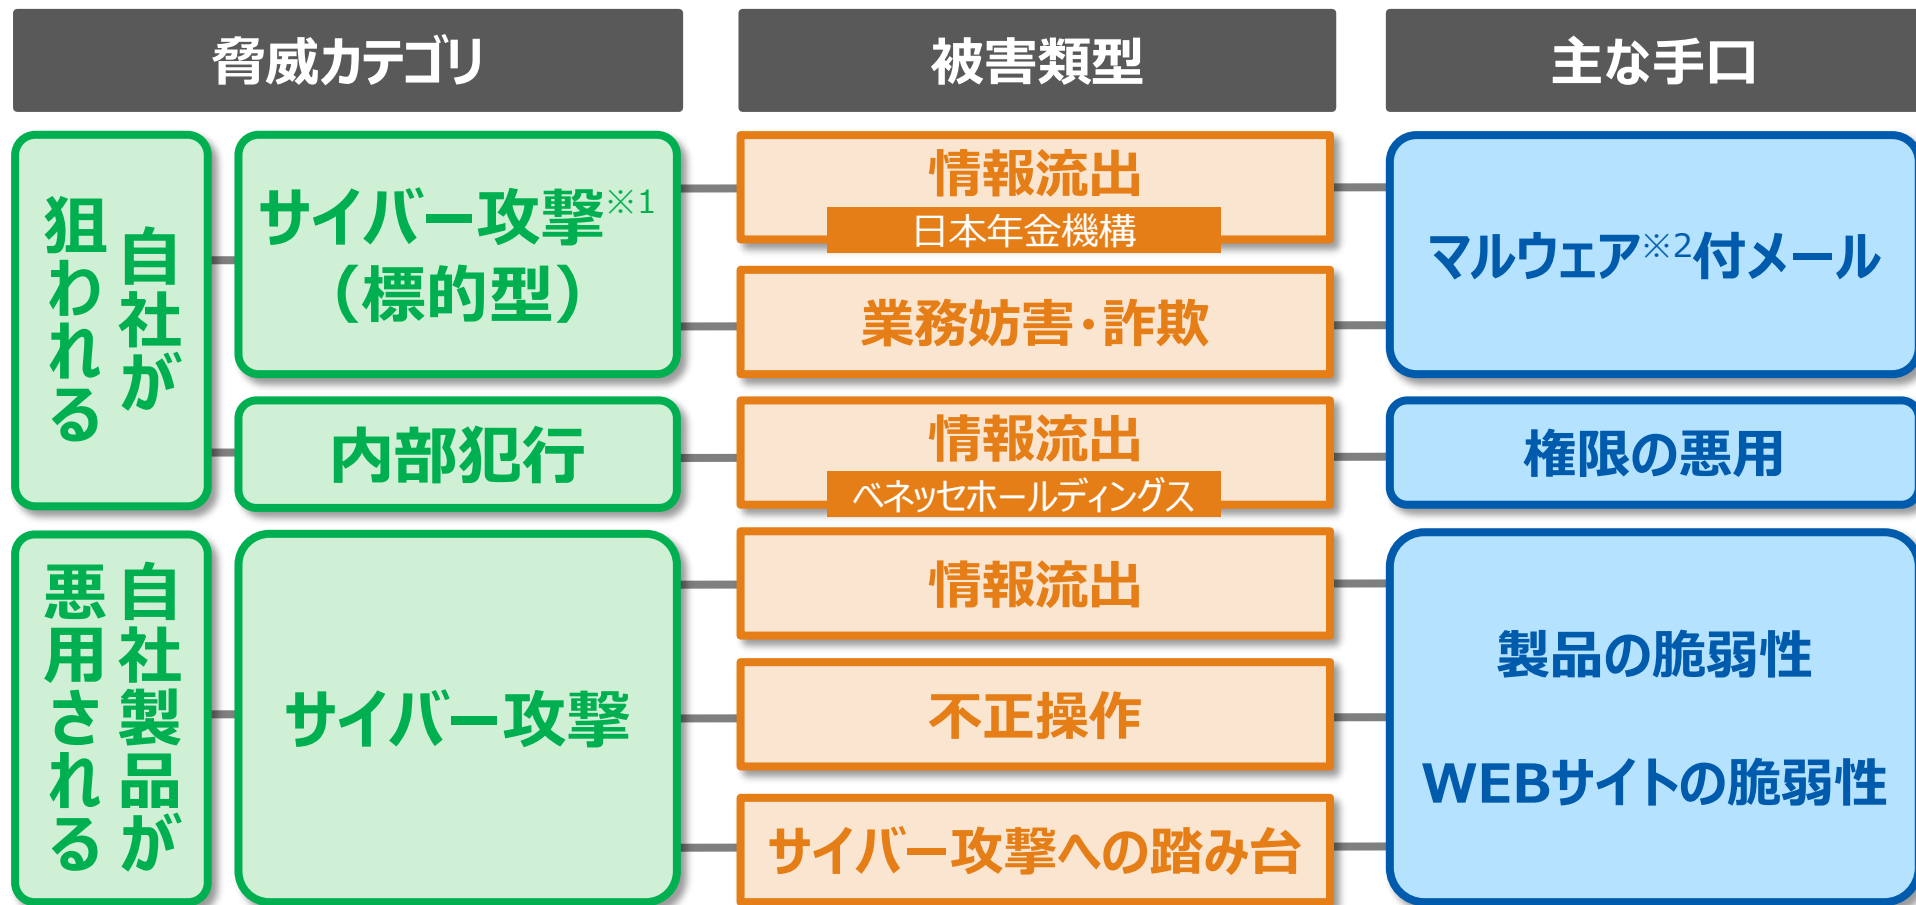 脅威カテゴリ
被害類型
主な手口
自社が
狙われる
サイバー攻撃※1
（標的型）
情報流出
日本年金機構
業務妨害・詐欺
マルウェア※2付メール
内部犯行
情報流出
ベネッセホールディングス
権限の悪用
自社製品が
悪用される
サイバー攻撃
情報流出
不正操作
サイバー攻撃への踏み台
製品の脆弱性
WEBサイトの脆弱性